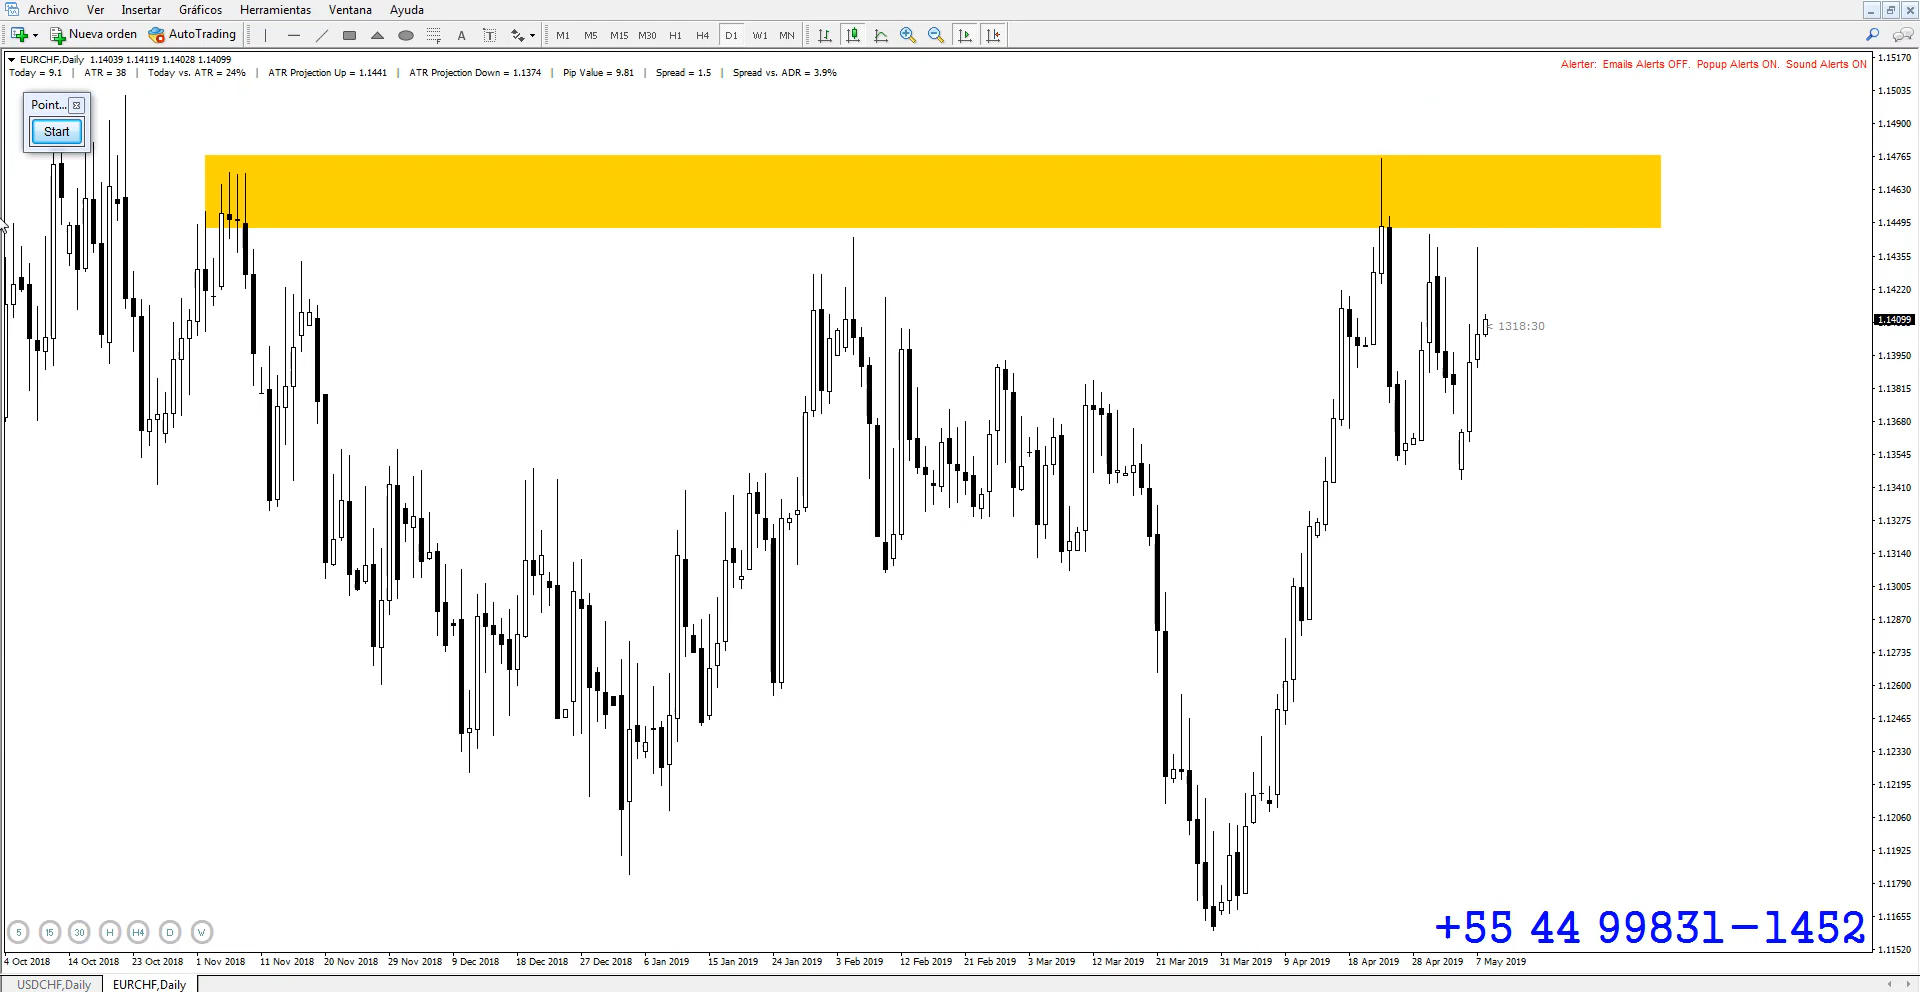 Archivo Ver Insertar Gráficos Herramientas Ventana Ayuda
Nueva orden AutoTrading A T M1 M5 M15 M30 H1 H4 D1 W1 MN
EURCHF,Daily 1.14039 1.14119 1.14028 1.14099
Today = 9.1 | ATR = 38 | Today vs. ATR = 24% | ATR Projection Up = 1.1441 | ATR Projection Down = 1.1374 | Pip Value = 9.81 | Spread = 1.5 | Spread vs. ADR = 3.9%
Alerter: Emails Alerts OFF. Popup Alerts ON. Sound Alerts ON
Point...
Start
1.15170
1.15035
1.14900
1.14765
1.14630
1.14495
1.14355
1.14220
1.14099
< 1318:30
1.13950
1.13815
1.13680
1.13545
1.13410
1.13275
1.13140
1.13005
1.12870
1.12735
1.12600
1.12465
1.12330
1.12195
1.12060
1.11925
1.11790
1.11655
1.11520
5 15 30 H H4 D W
+55 44 99831-1452
4 Oct 2018 14 Oct 2018 23 Oct 2018 1 Nov 2018 11 Nov 2018 20 Nov 2018 29 Nov 2018 9 Dec 2018 18 Dec 2018 27 Dec 2018 6 Jan 2019 15 Jan 2019 24 Jan 2019 3 Feb 2019 12 Feb 2019 21 Feb 2019 3 Mar 2019 12 Mar 2019 21 Mar 2019 31 Mar 2019 9 Apr 2019 18 Apr 2019 28 Apr 2019 7 May 2019
USDCHF,Daily EURCHF,Daily